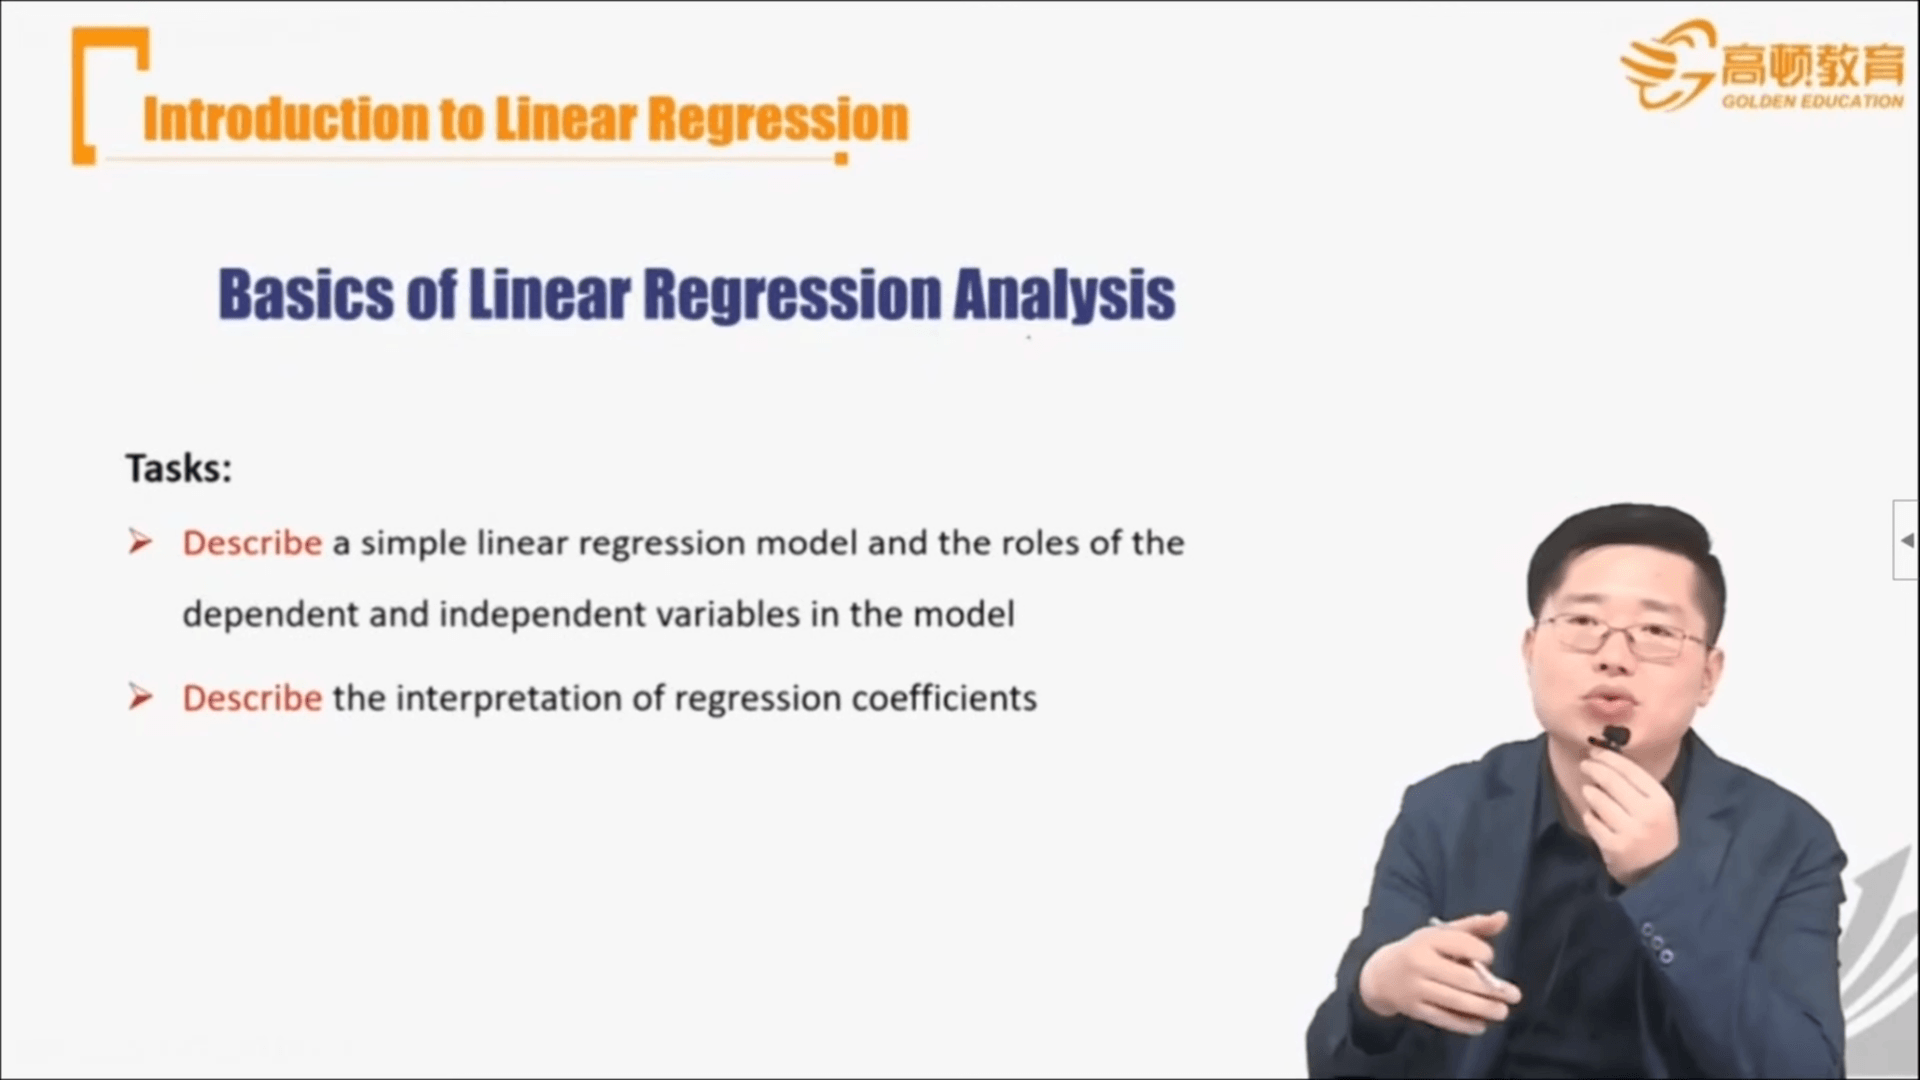 Introduction to Linear Regression
高顿教育
GOLDEN EDUCATION
Basics of Linear Regression Analysis
Tasks:
Describe a simple linear regression model and the roles of the
dependent and independent variables in the model
Describe the interpretation of regression coefficients